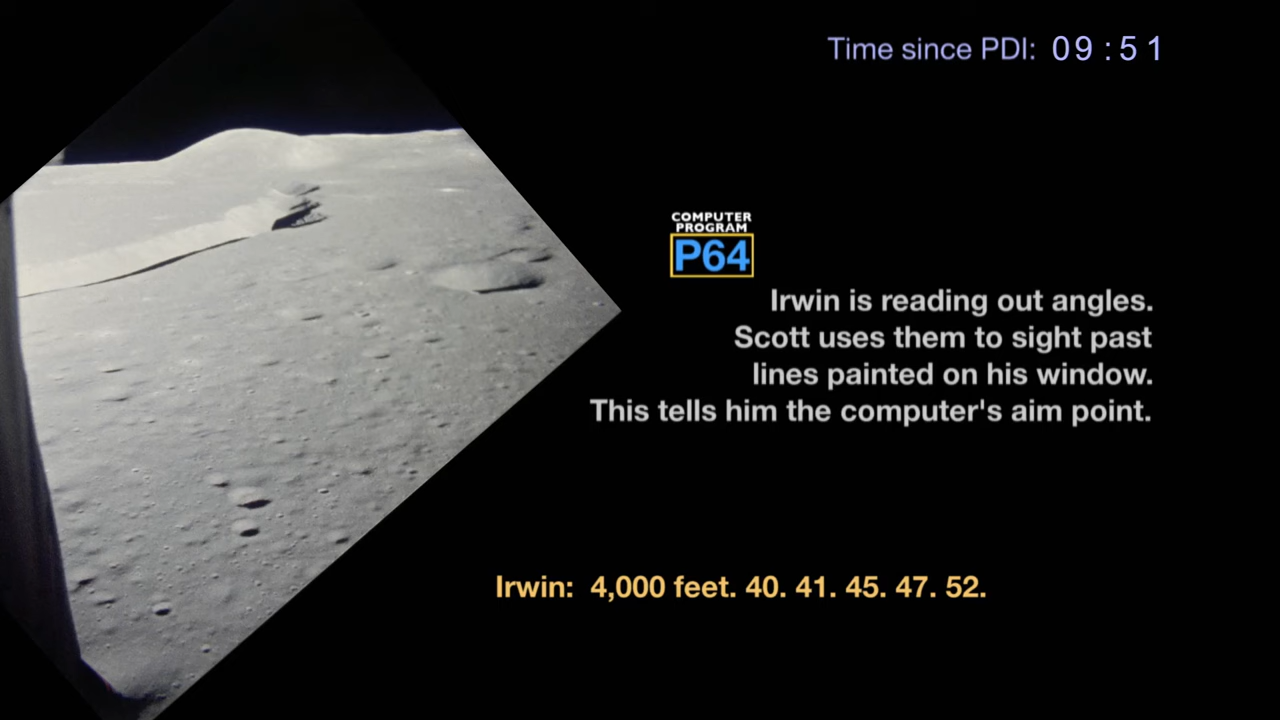 Time since PDI: 09:51
COMPUTER
PROGRAM
P64
Irwin is reading out angles.
Scott uses them to sight past
lines painted on his window.
This tells him the computer's aim point.
Irwin: 4,000 feet. 40. 41. 45. 47. 52.